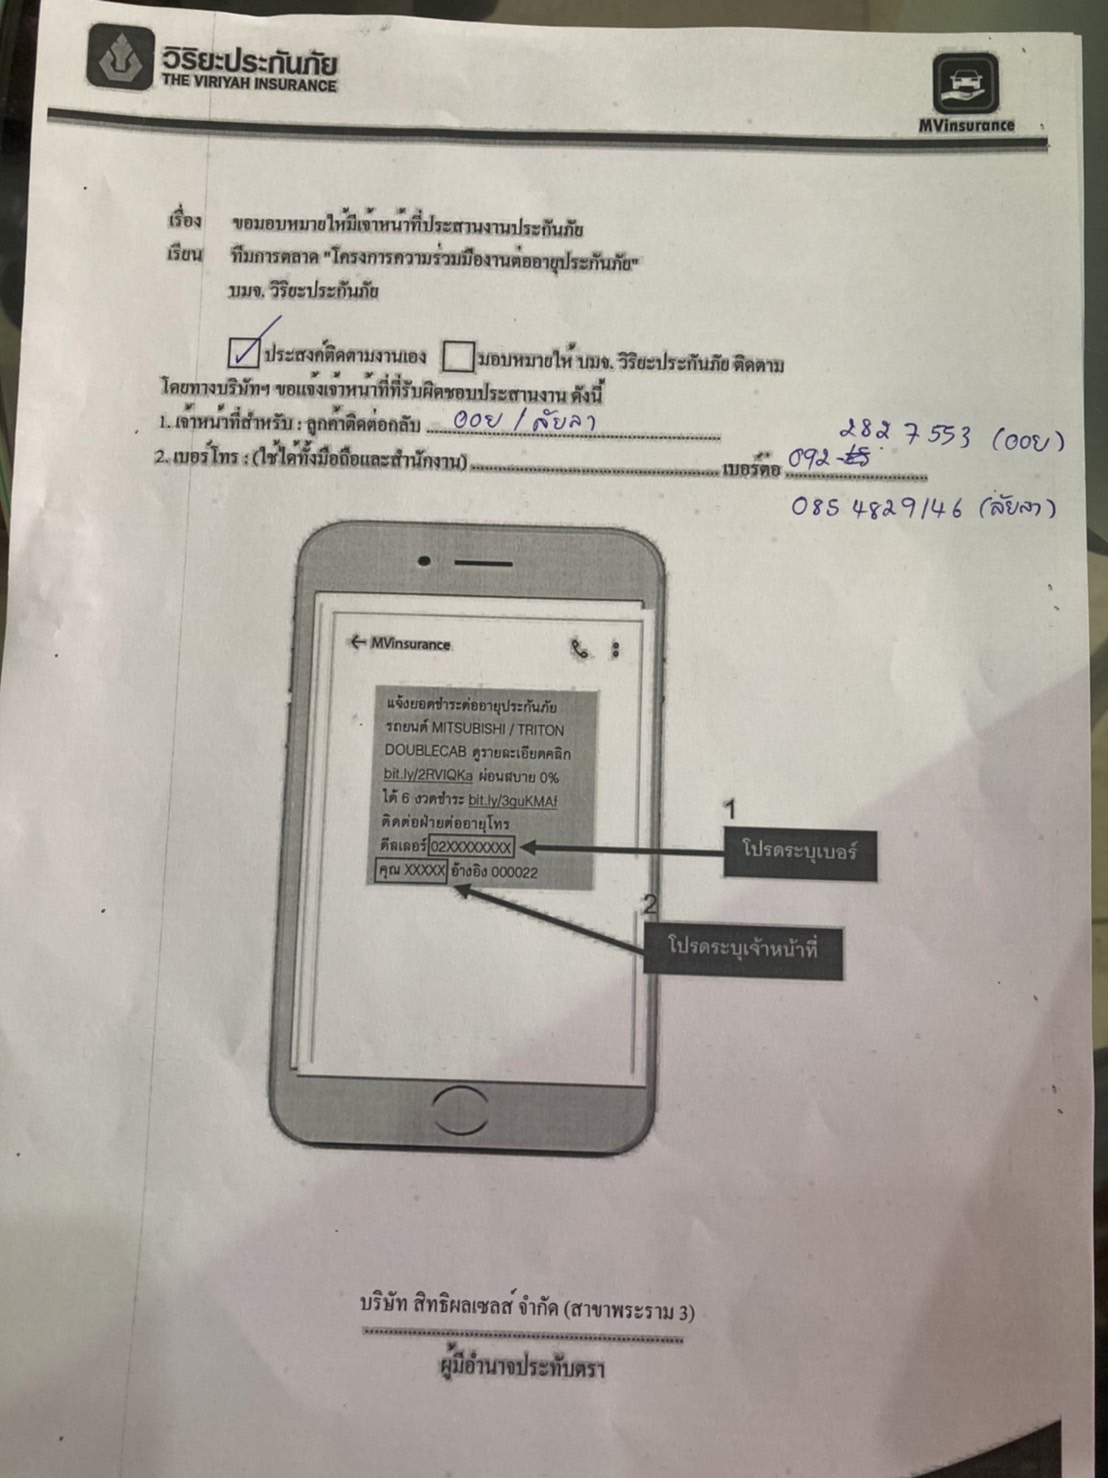 วิริยะประกันภัย
THE VIRIYAH INSURANCE
MVinsurance
เรื่อง ขอมอบหมายให้มีเจ้าหน้าที่ประสานงานประกันภัย
เรียน ทีมการตลาด "โครงการความร่วมมืองานต่ออายุประกันภัย"
บมจ. วิริยะประกันภัย
ประสงค์ติดตามงานเอง มอบหมายให้ บมจ. วิริยะประกันภัย ติดตาม
โดยทางบริษัทฯ ขอแจ้งเจ้าหน้าที่ที่รับผิดชอบประสานงาน ดังนี้
1. เจ้าหน้าที่สำหรับ : ลูกค้าติดต่อกลับ ออย / ลัยลา
2827553 (ออย)
2. เบอร์โทร : (ใช้ได้ทั้งมือถือและสำนักงาน) เบอร์ต่อ 092
085 4829146 (ลัยลา)
MVinsurance
แจ้งยอดชำระต่ออายุประกันภัย
รถยนต์ MITSUBISHI / TRITON
DOUBLECAB ดูรายละเอียดคลิก
bit.ly/2RVIQKa ผ่อนสบาย 0%
ได้ 6 งวดชำระ bit.ly/3guKMAf
ติดต่อฝ่ายต่ออายุโทร
ดีลเลอร์ 02XXXXXXXX
คุณ XXXXX อ้างอิง 000022
1
โปรดระบุเบอร์
2
โปรดระบุเจ้าหน้าที่
บริษัท สิทธิผลเซลส์ จำกัด (สาขาพระราม 3)
ผู้มีอำนาจประทับตรา